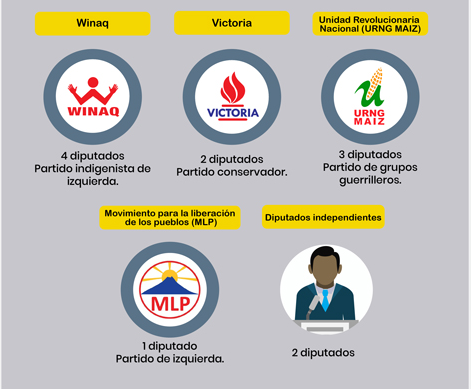 Winaq
WINAQ
4 diputados
Partido indigenista de
izquierda.
Victoria
VICTORIA
2 diputados
Partido conservador.
Unidad Revolucionaria
Nacional (URNG MAIZ)
URNG
MAIZ
3 diputados
Partido de grupos
guerrilleros.
Movimiento para la liberación
de los pueblos (MLP)
MLP
1 diputado
Partido de izquierda.
Diputados independientes
2 diputados